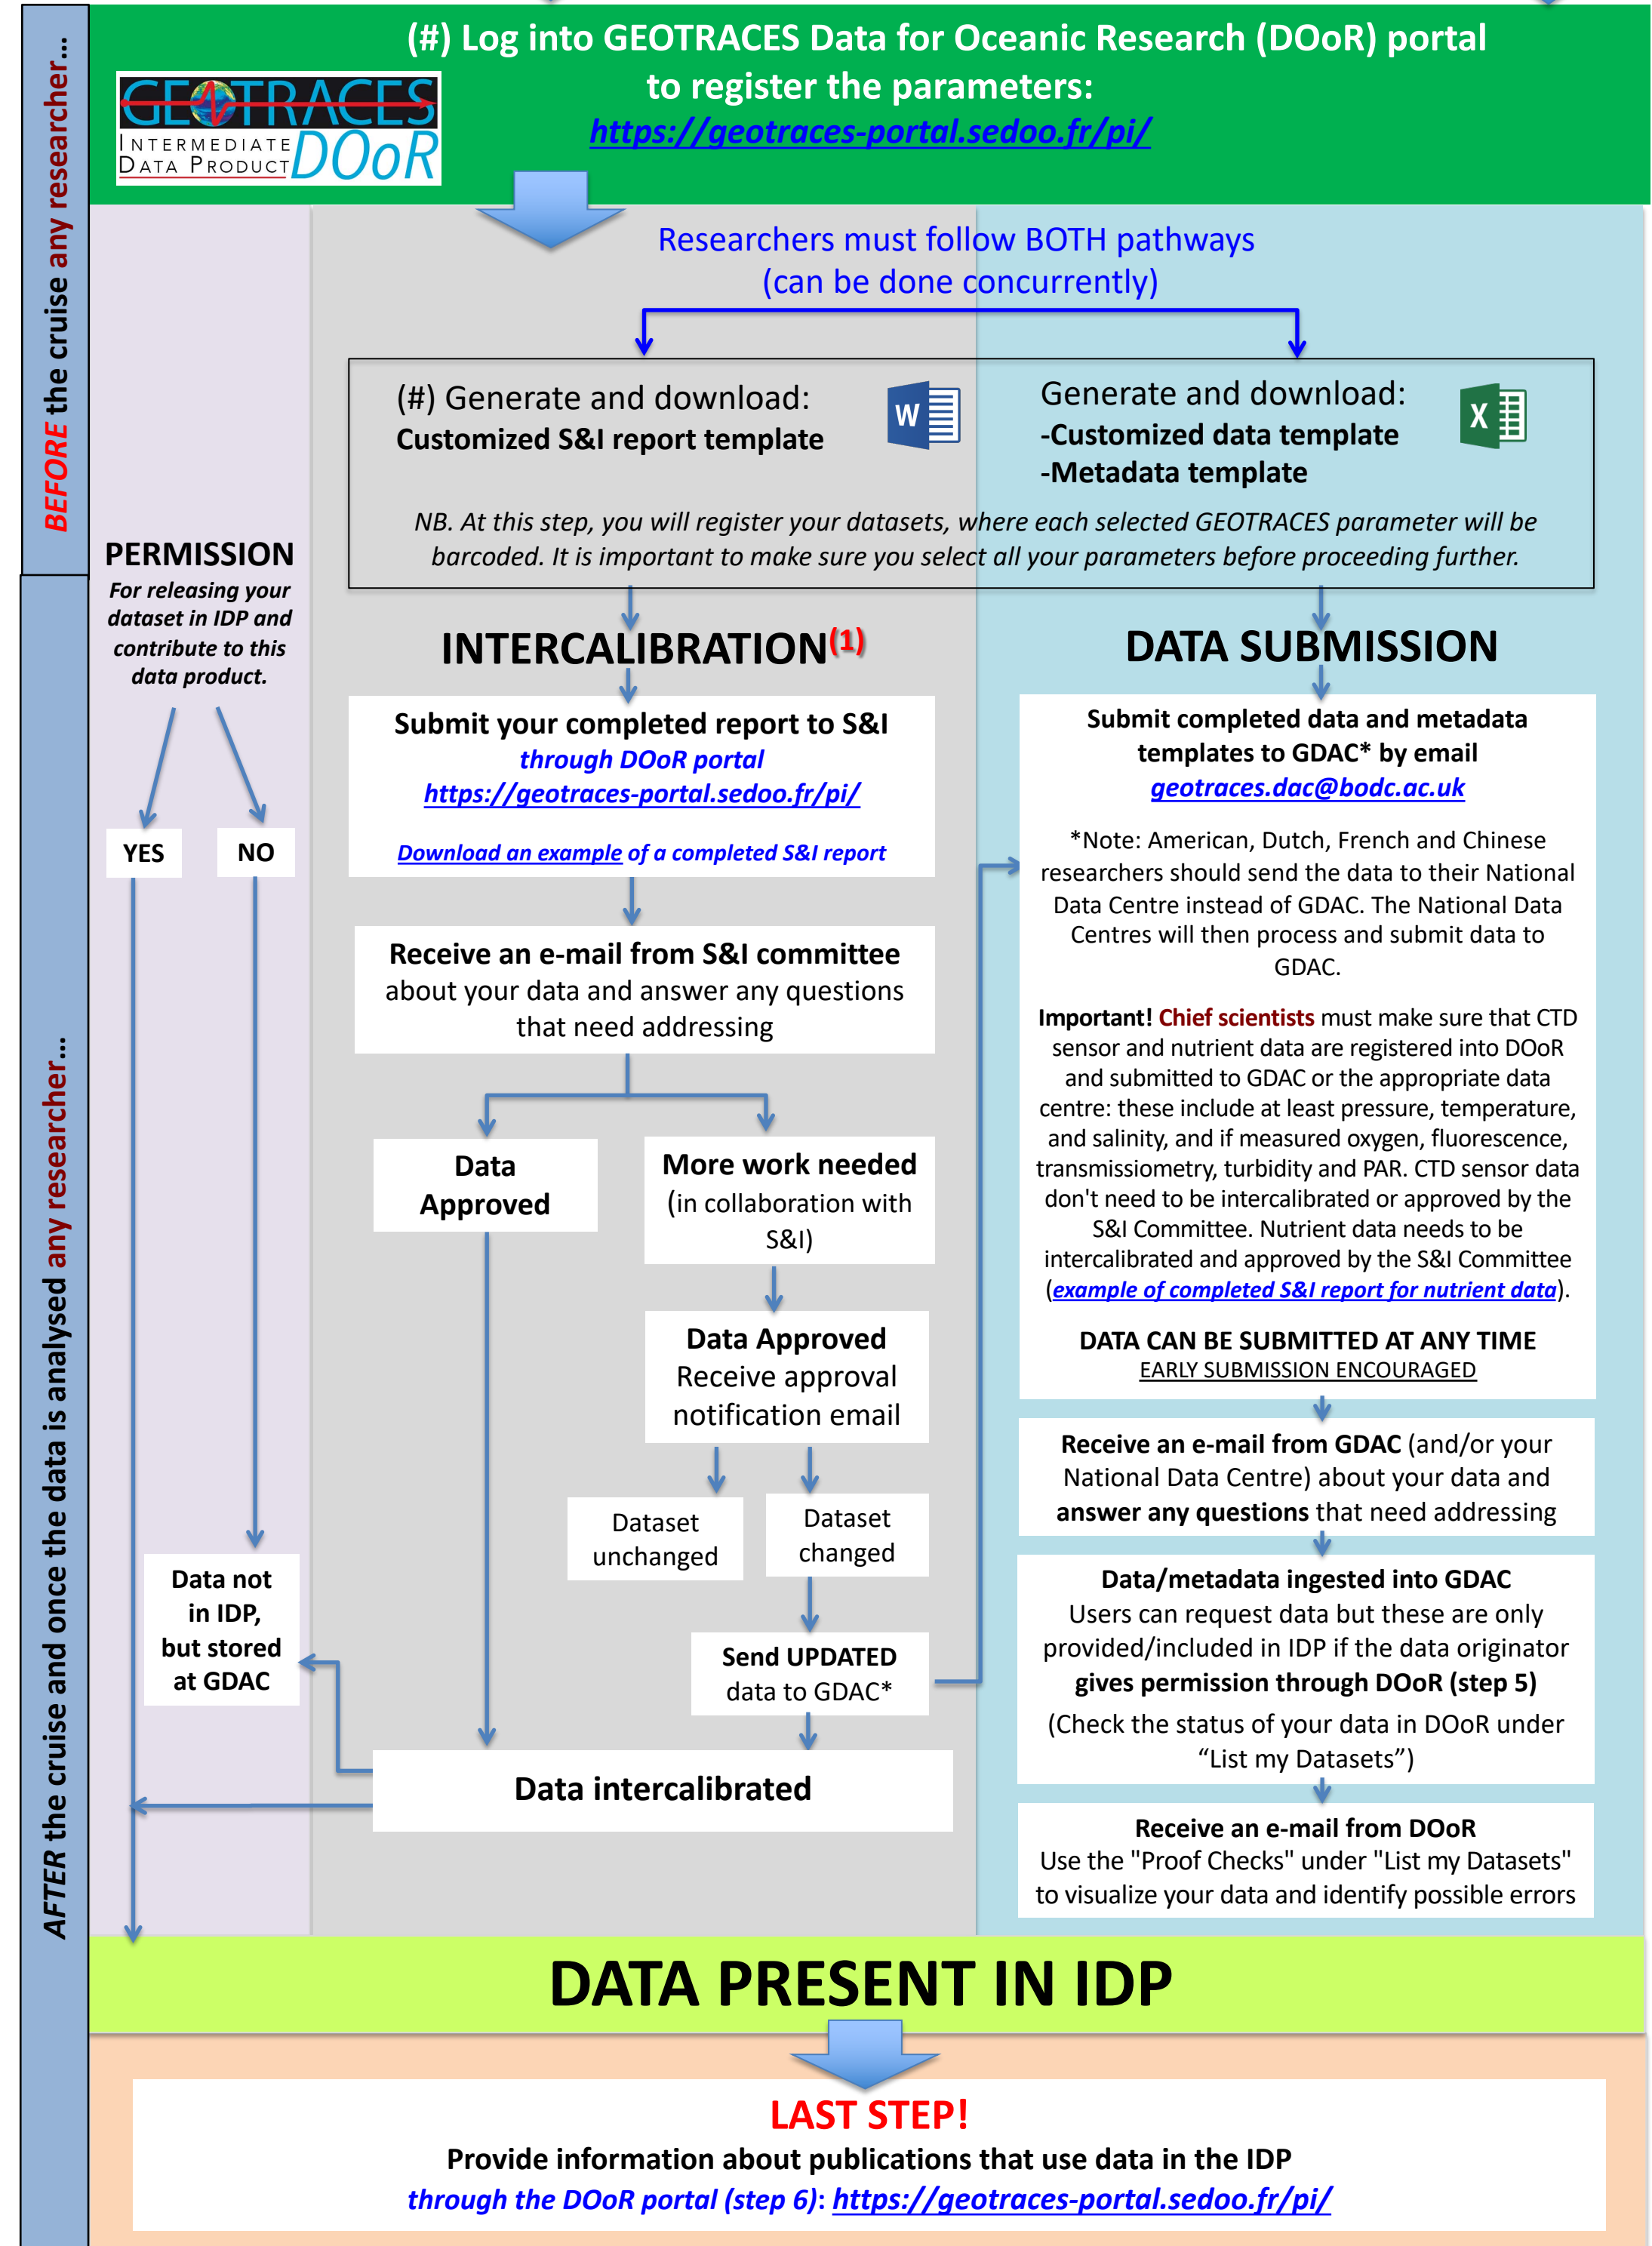 BEFORE the cruise any researcher...
(#) Log into GEOTRACES Data for Oceanic Research (DOoR) portal
to register the parameters:
https://geotraces-portal.sedoo.fr/pi/
GEOTRACES
INTERMEDIATE
DATA PRODUCT
DOoR
Researchers must follow BOTH pathways
(can be done concurrently)
(#) Generate and download:
Customized S&I report template
W
Generate and download:
-Customized data template
-Metadada template
X
NB. At this step, you will register your datasets, where each selected GEOTRACES parameter will be
barcoded. It is important to make sure you select all your parameters before proceeding further.
AFTER the cruise and once the data is analysed any researcher...
PERMISSION
For releasing your
dataset in IDP and
contribute to this
data product.
YES
NO
Data not
in IDP,
but stored
at GDAC
INTERCALIBRATION(1)
Submit your completed report to S&I
through DOoR portal
https://geotraces-portal.sedoo.fr/pi/
Download an example of a completed S&I report
Receive an e-mail from S&I committee
about your data and answer any questions
that need addressing
Data
Approved
More work needed
(in collaboration with
S&I)
Data Approved
Receive approval
notification email
Dataset
unchanged
Dataset
changed
Send UPDATED
data to GDAC*
Data intercalibrated
DATA SUBMISSION
Submit completed data and metadata
templates to GDAC* by email
geotraces.dac@bodc.ac.uk
*Note: American, Dutch, French and Chinese
researchers should send the data to their National
Data Centre instead of GDAC. The National Data
Centres will then process and submit data to
GDAC.
Important! Chief scientists must make sure that CTD
sensor and nutrient data are registered into DOoR
and submitted to GDAC or the appropriate data
centre: these include at least pressure, temperature,
and salinity, and if measured oxygen, fluorescence,
transmissiometry, turbidity and PAR. CTD sensor data
don't need to be intercalibrated or approved by the
S&I Committee. Nutrient data needs to be
intercalibrated and approved by the S&I Committee
(example of completed S&I report for nutrient data).
DATA CAN BE SUBMITTED AT ANY TIME
EARLY SUBMISSION ENCOURAGED
Receive an e-mail from GDAC (and/or your
National Data Centre) about your data and
answer any questions that need addressing
Data/metadata ingested into GDAC
Users can request data but these are only
provided/included in IDP if the data originator
gives permission through DOoR (step 5)
(Check the status of your data in DOoR under
“List my Datasets”)
Receive an e-mail from DOoR
Use the "Proof Checks" under "List my Datasets"
to visualize your data and identify possible errors
DATA PRESENT IN IDP
LAST STEP!
Provide information about publications that use data in the IDP
through the DOoR portal (step 6): https://geotraces-portal.sedoo.fr/pi/